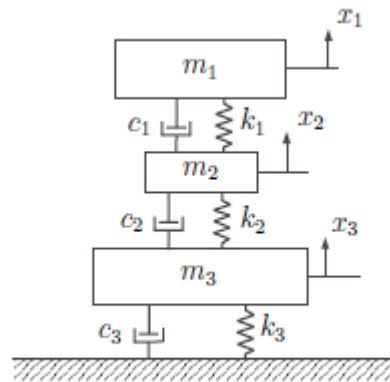 x₁
m₁
c₁ k₁ x₂
m₂
c₂ k₂ x₃
m₃
c₃ k₃